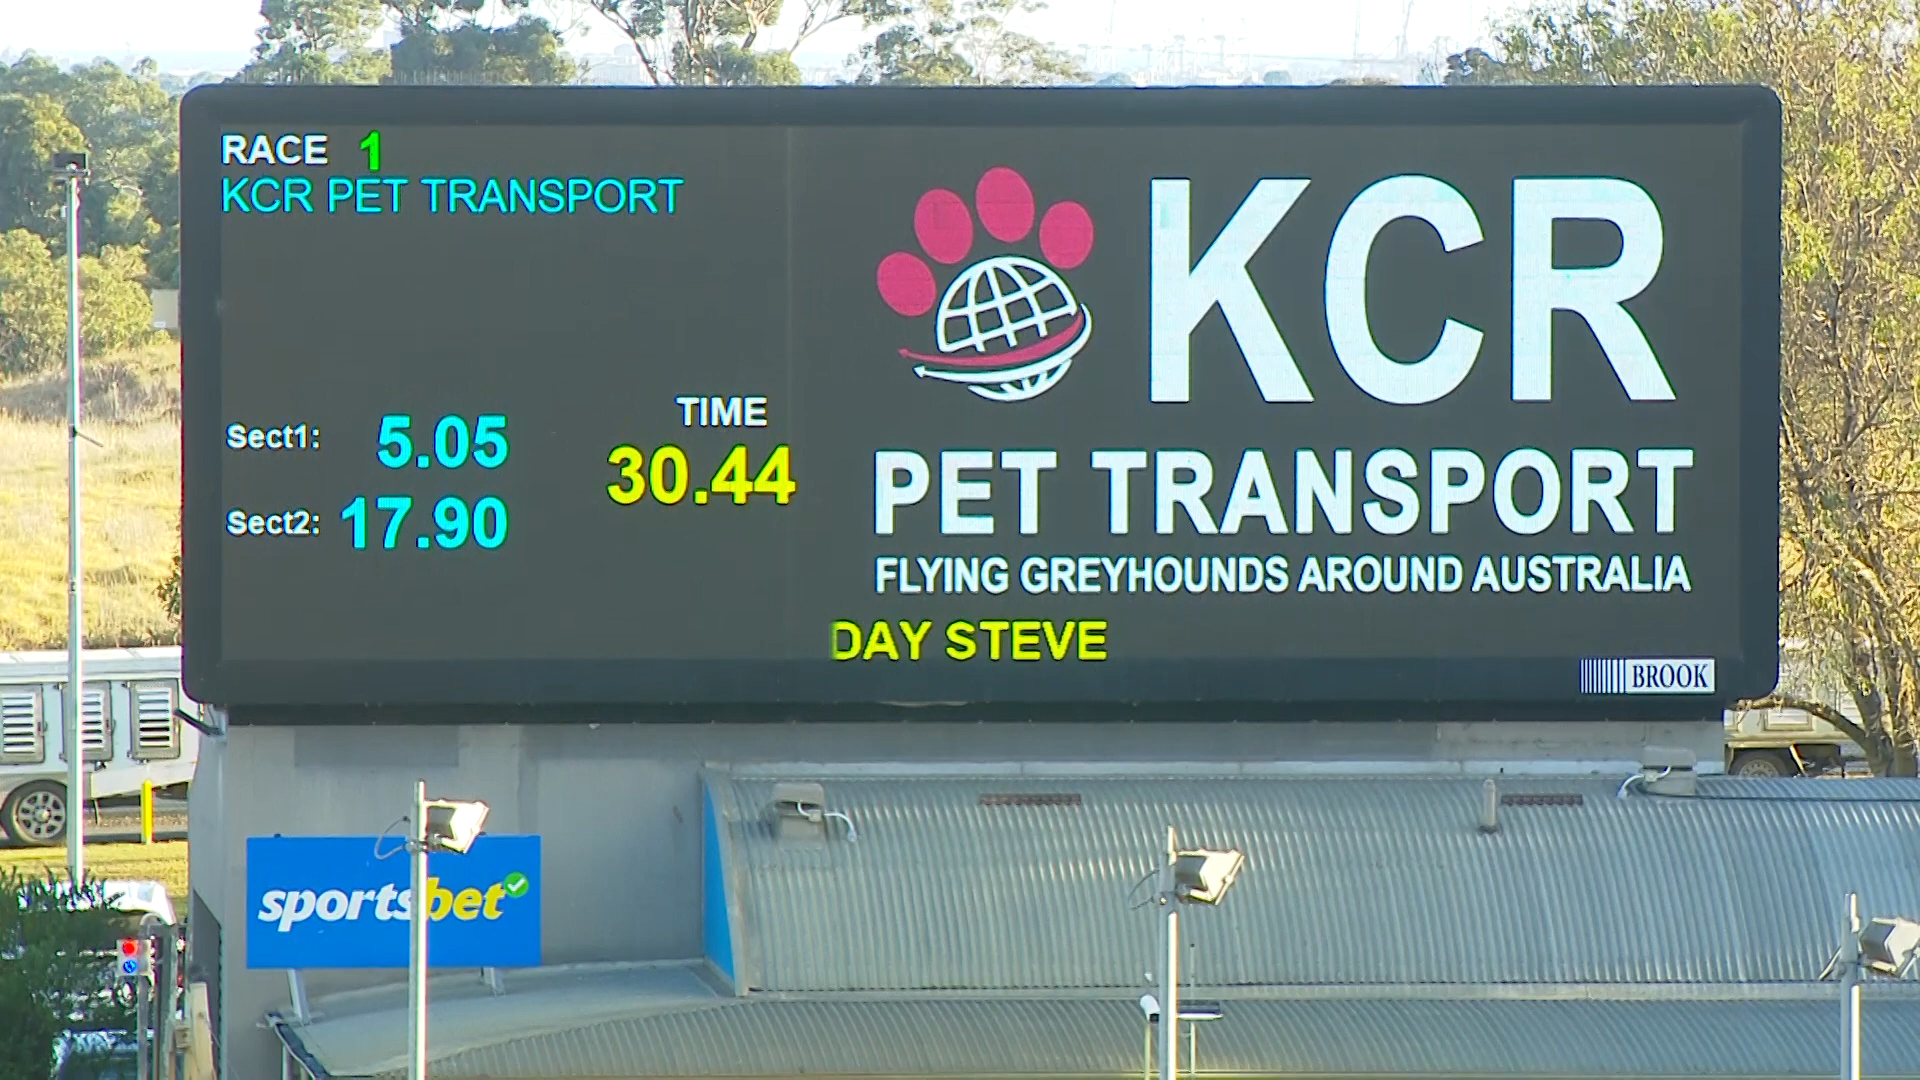 RACE 1
KCR PET TRANSPORT
Sect1: 5.05
Sect2: 17.90
TIME
30.44
KCR
PET TRANSPORT
FLYING GREYHOUNDS AROUND AUSTRALIA
DAY STEVE
BROOK
sportsbet